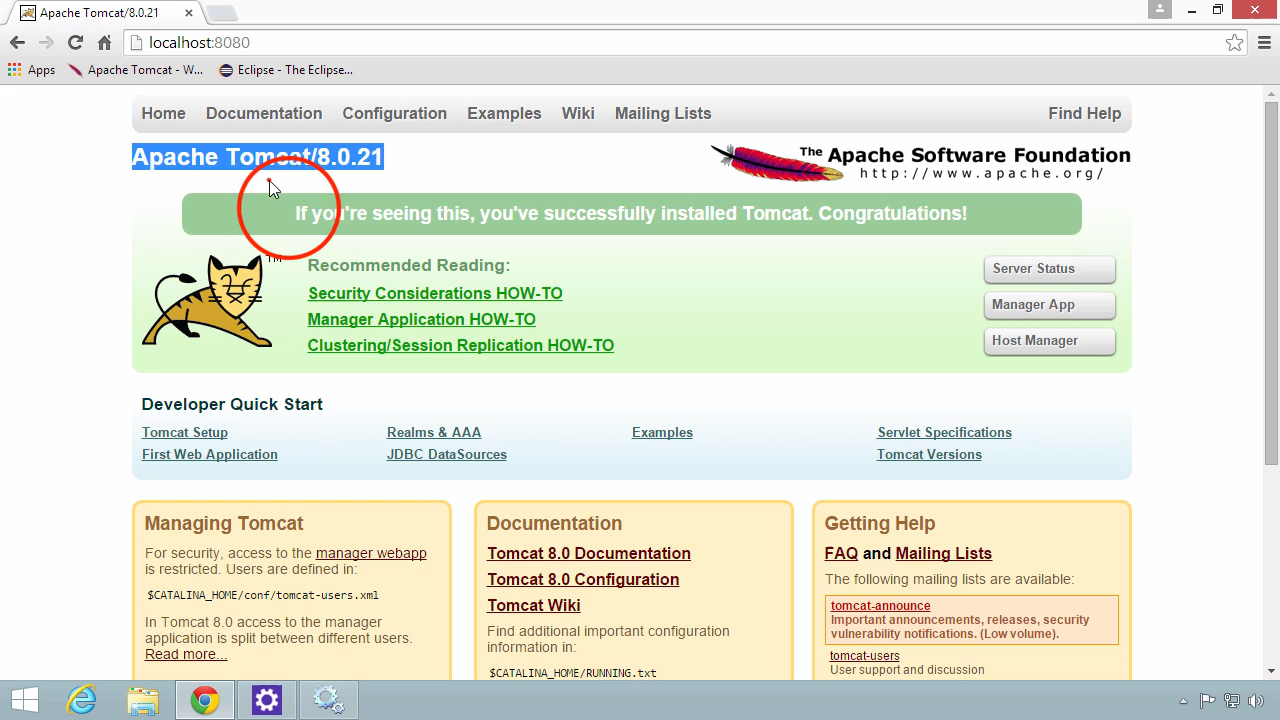 Apache Tomcat/8.0.21
localhost:8080
Apps Apache Tomcat - W... Eclipse - The Eclipse...
Home Documentation Configuration Examples Wiki Mailing Lists Find Help
Apache Tomcat/8.0.21
The Apache Software Foundation
http://www.apache.org/
If you're seeing this, you've successfully installed Tomcat. Congratulations!
TM
Recommended Reading:
Security Considerations HOW-TO
Manager Application HOW-TO
Clustering/Session Replication HOW-TO
Server Status
Manager App
Host Manager
Developer Quick Start
Tomcat Setup Realms & AAA Examples Servlet Specifications
First Web Application JDBC DataSources Tomcat Versions
Managing Tomcat
For security, access to the manager webapp
is restricted. Users are defined in:
$CATALINA_HOME/conf/tomcat-users.xml
In Tomcat 8.0 access to the manager
application is split between different users.
Read more...
Documentation
Tomcat 8.0 Documentation
Tomcat 8.0 Configuration
Tomcat Wiki
Find additional important configuration
information in:
$CATALINA_HOME/RUNNING.txt
Getting Help
FAQ and Mailing Lists
The following mailing lists are available:
tomcat-announce
Important announcements, releases, security
vulnerability notifications. (Low volume).
tomcat-users
User support and discussion